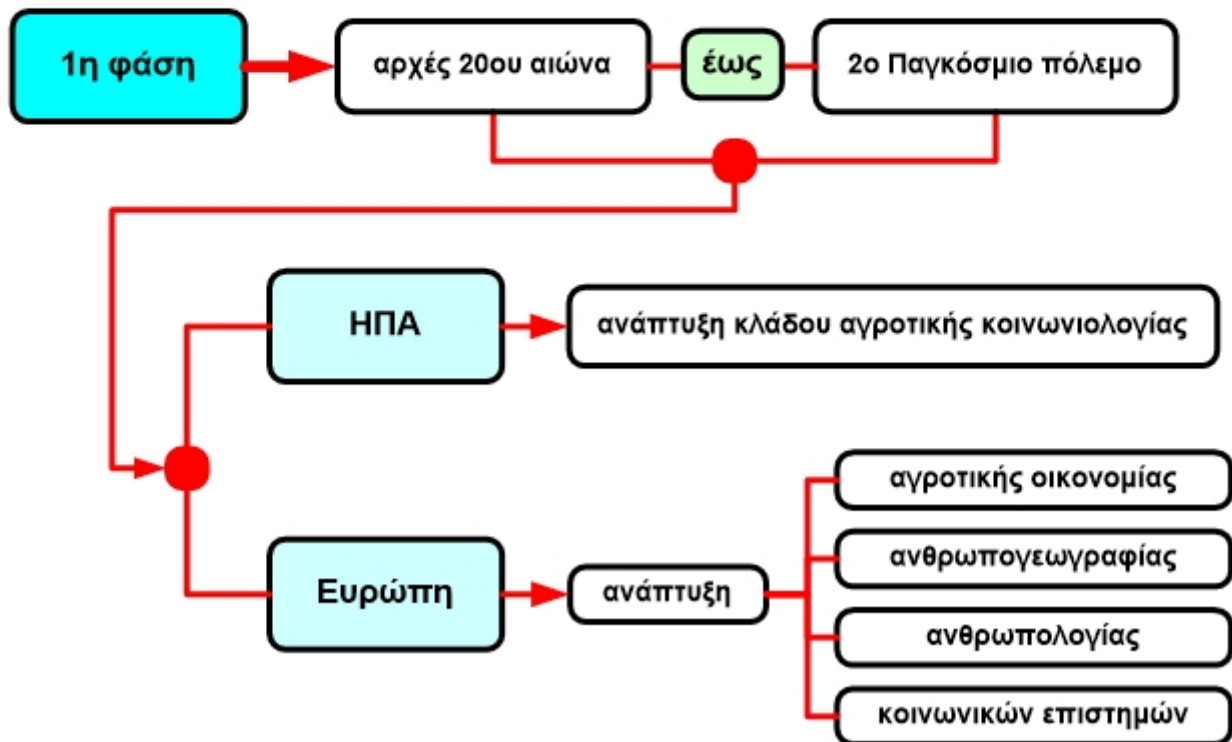 1η φάση
αρχές 20ου αιώνα
έως
2ο Παγκόσμιο πόλεμο
ΗΠΑ
ανάπτυξη κλάδου αγροτικής κοινωνιολογίας
Ευρώπη
ανάπτυξη
αγροτικής οικονομίας
ανθρωπογεωγραφίας
ανθρωπολογίας
κοινωνικών επιστημών